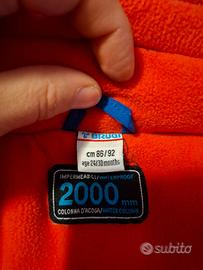 BRUGI
cm 86/92
age 24/30 months
IMPERMEABILE/WATERPROOF
2000 mm
COLONNA D'ACQUA/WATER COLUMN
subito